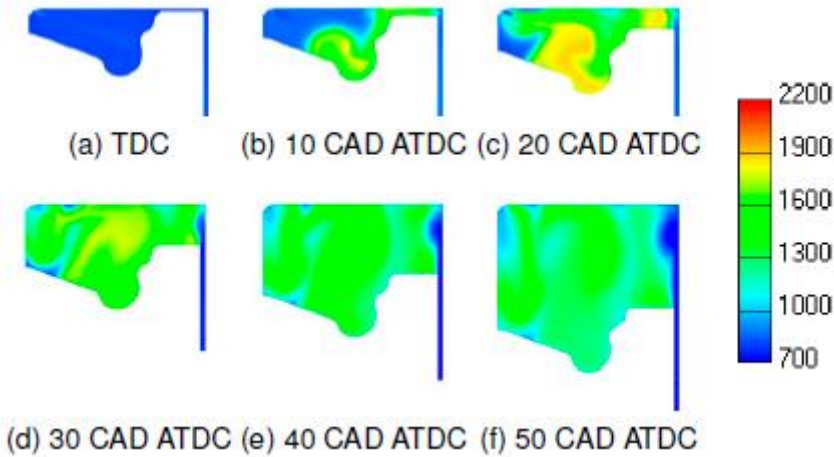 (a) TDC
(b) 10 CAD ATDC
(c) 20 CAD ATDC
2200
1900
1600
1300
1000
700
(d) 30 CAD ATDC
(e) 40 CAD ATDC
(f) 50 CAD ATDC